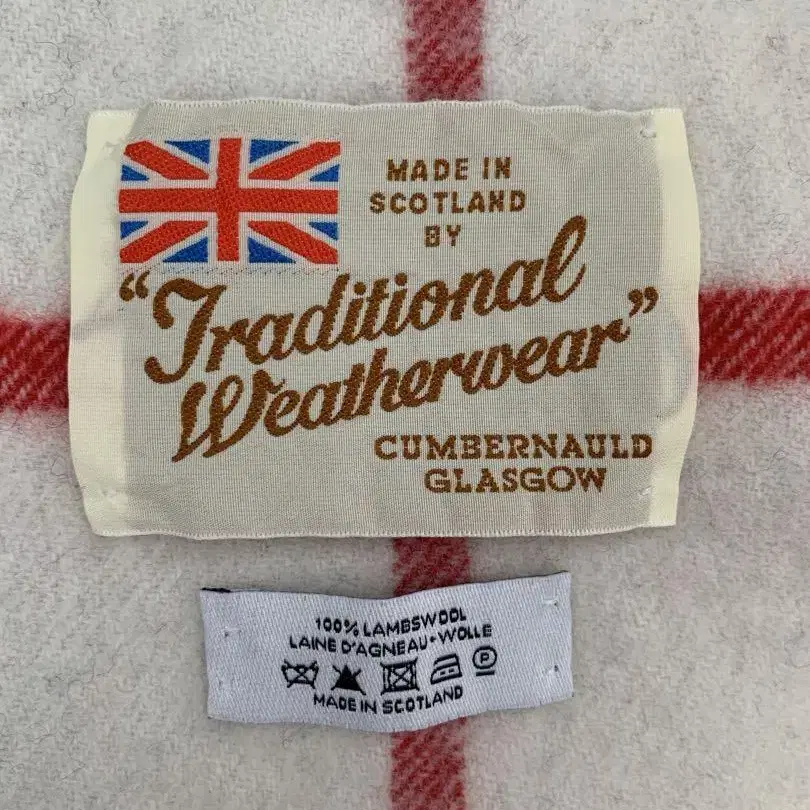 MADE IN
SCOTLAND
BY
“Traditional
Weatherwear”
CUMBERNAULD
GLASGOW
100% LAMBSWOOL
LAINE D'AGNEAU•WOLLE
P
MADE IN SCOTLAND